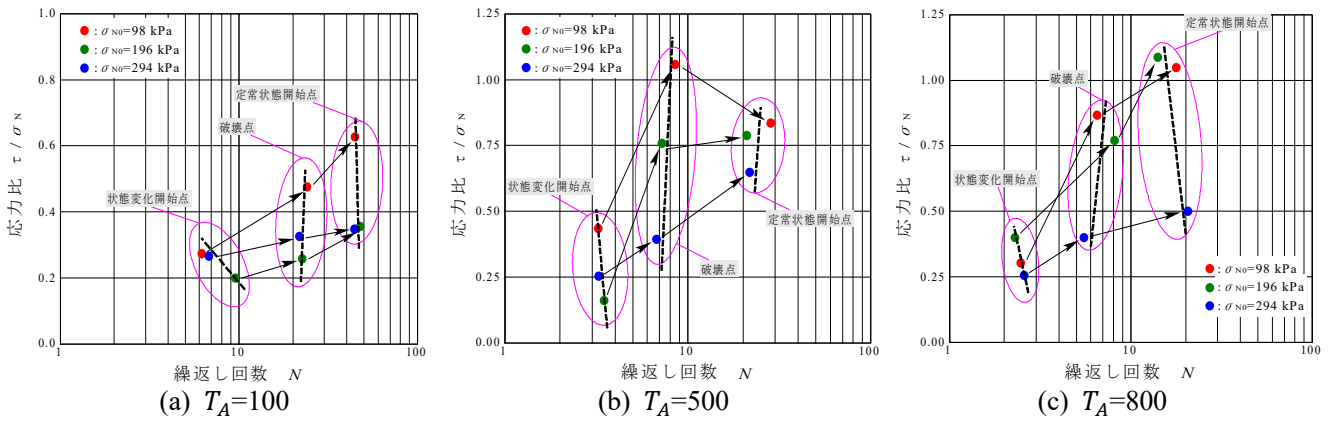 1.0
0.8
0.6
0.4
0.2
0.0
応力比 τ/σN
●:σN0=98 kPa
●:σN0=196 kPa
●:σN0=294 kPa
定常状態開始点
破壊点
状態変化開始点
1 10 100
繰返し回数 N
(a) TA=100
1.25
1.00
0.75
0.50
0.25
0.00
応力比 τ/σN
●:σN0=98 kPa
●:σN0=196 kPa
●:σN0=294 kPa
状態変化開始点
定常状態開始点
破壊点
1 10 100
繰返し回数 N
(b) TA=500
1.25
1.00
0.75
0.50
0.25
0.00
応力比 τ/σN
定常状態開始点
破壊点
状態変化開始点
●:σN0=98 kPa
●:σN0=196 kPa
●:σN0=294 kPa
1 10 100
繰返し回数 N
(c) TA=800